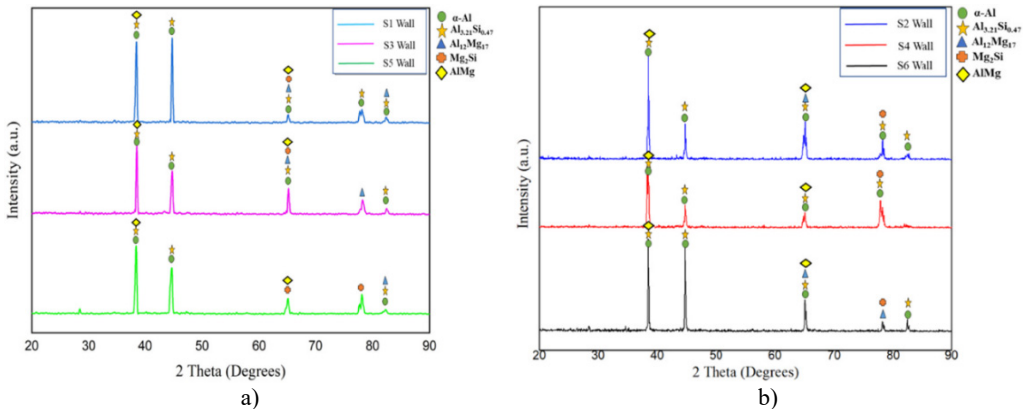 S1 Wall
S3 Wall
S5 Wall
α-Al
Al3.21Si0.47
Al12Mg17
Mg2Si
AlMg
Intensity (a.u.)
20 30 40 50 60 70 80 90
2 Theta (Degrees)
a)
S2 Wall
S4 Wall
S6 Wall
α-Al
Al3.21Si0.47
Al12Mg17
Mg2Si
AlMg
Intensity (a.u.)
20 30 40 50 60 70 80 90
2 Theta (Degrees)
b)